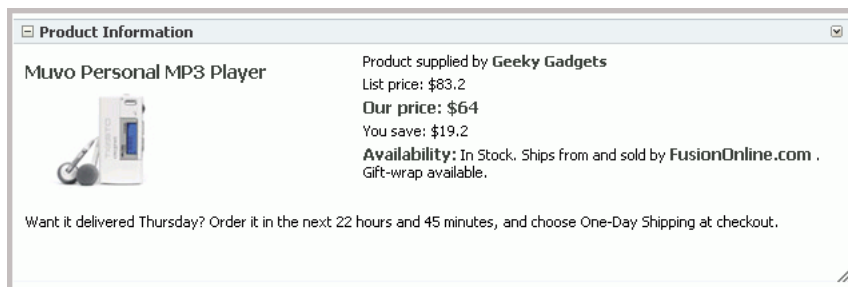 Product Information
Muvo Personal MP3 Player
Product supplied by Geeky Gadgets
List price: $83.2
Our price: $64
You save: $19.2
Availability: In Stock. Ships from and sold by FusionOnline.com .
Gift-wrap available.
Want it delivered Thursday? Order it in the next 22 hours and 45 minutes, and choose One-Day Shipping at checkout.